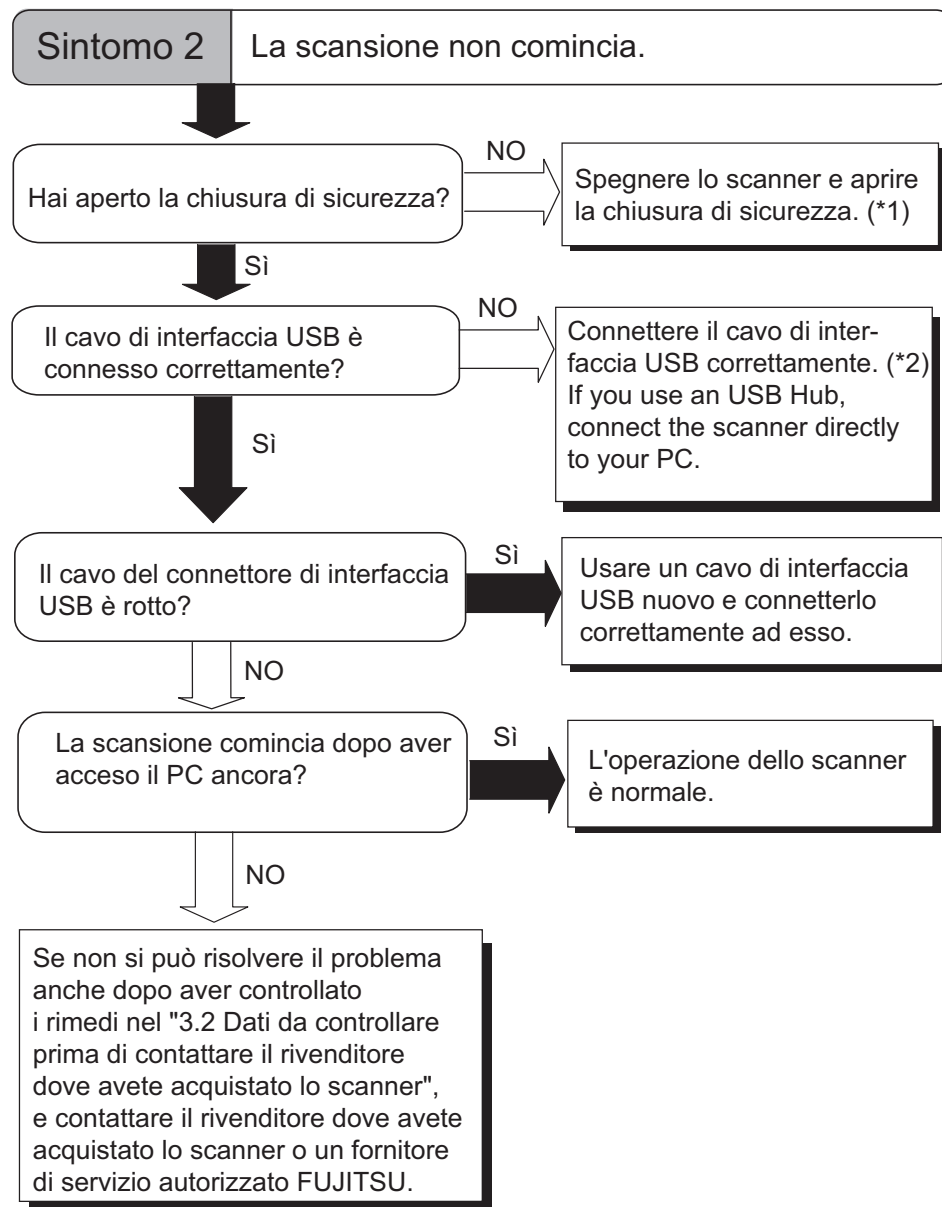 Sintomo 2
La scansione non comincia.
Hai aperto la chiusura di sicurezza?
NO
Spegnere lo scanner e aprire
la chiusura di sicurezza. (*1)
Sì
Il cavo di interfaccia USB è
connesso correttamente?
NO
Connettere il cavo di inter-
faccia USB correttamente. (*2)
If you use an USB Hub,
connect the scanner directly
to your PC.
Sì
Il cavo del connettore di interfaccia
USB è rotto?
Sì
Usare un cavo di interfaccia
USB nuovo e connetterlo
correttamente ad esso.
NO
La scansione comincia dopo aver
acceso il PC ancora?
Sì
L'operazione dello scanner
è normale.
NO
Se non si può risolvere il problema
anche dopo aver controllato
i rimedi nel "3.2 Dati da controllare
prima di contattare il rivenditore
dove avete acquistato lo scanner",
e contattare il rivenditore dove avete
acquistato lo scanner o un fornitore
di servizio autorizzato FUJITSU.